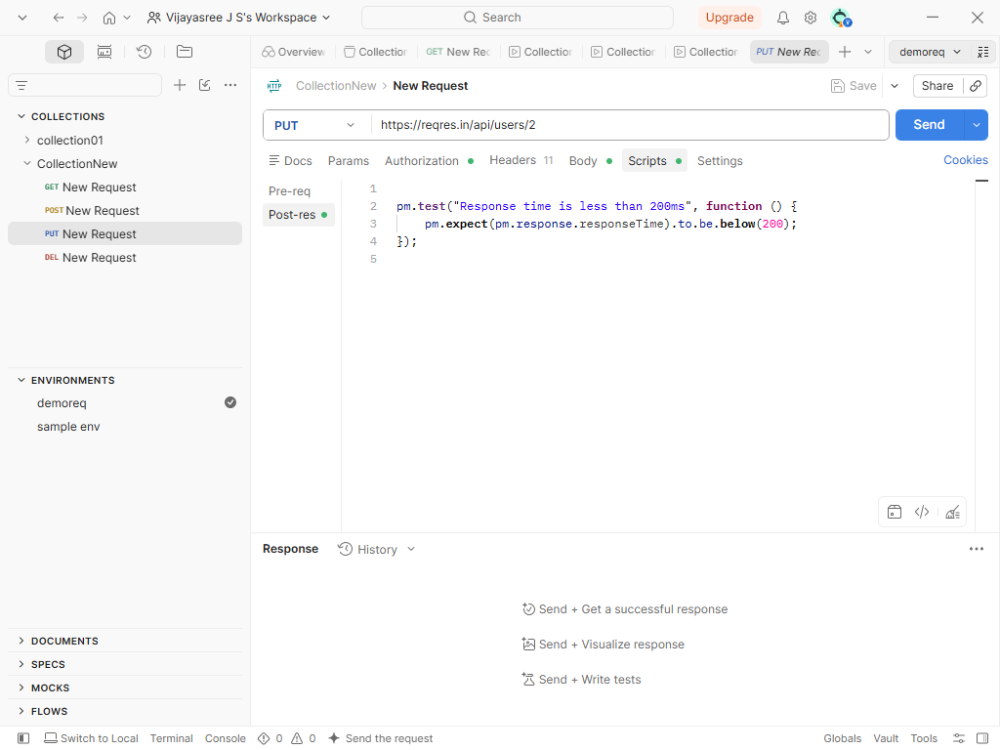 Vijayasree J S's Workspace
Search
Upgrade
Overview
Collection
GET New Rec
Collection
Collection
Collection
PUT New Rec
demoreq
COLLECTIONS
collection01
CollectionNew
GET New Request
POST New Request
PUT New Request
DEL New Request
ENVIRONMENTS
demoreq
sample env
DOCUMENTS
SPECS
MOCKS
FLOWS
HTTP
CollectionNew > New Request
Save
Share
PUT
https://reqres.in/api/users/2
Send
Docs
Params
Authorization
Headers 11
Body
Scripts
Settings
Cookies
Pre-req
Post-res
1
2 pm.test("Response time is less than 200ms", function () {
3 pm.expect(pm.response.responseTime).to.be.below(200);
4 });
5
Response
History
Send + Get a successful response
Send + Visualize response
Send + Write tests
Switch to Local
Terminal
Console
0
0
Send the request
Globals
Vault
Tools